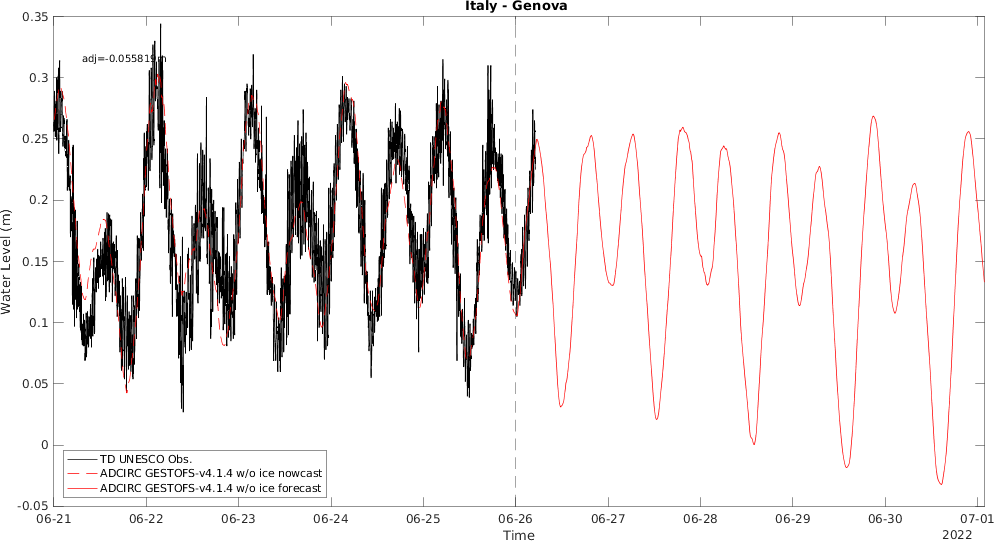 Italy - Genova
adj=-0.055819 m
Water Level (m)
0.35
0.3
0.25
0.2
0.15
0.1
0.05
0
-0.05
TD UNESCO Obs.
ADCIRC GESTOFS-v4.1.4 w/o ice nowcast
ADCIRC GESTOFS-v4.1.4 w/o ice forecast
06-21 06-22 06-23 06-24 06-25 06-26 06-27 06-28 06-29 06-30 07-01
Time
2022